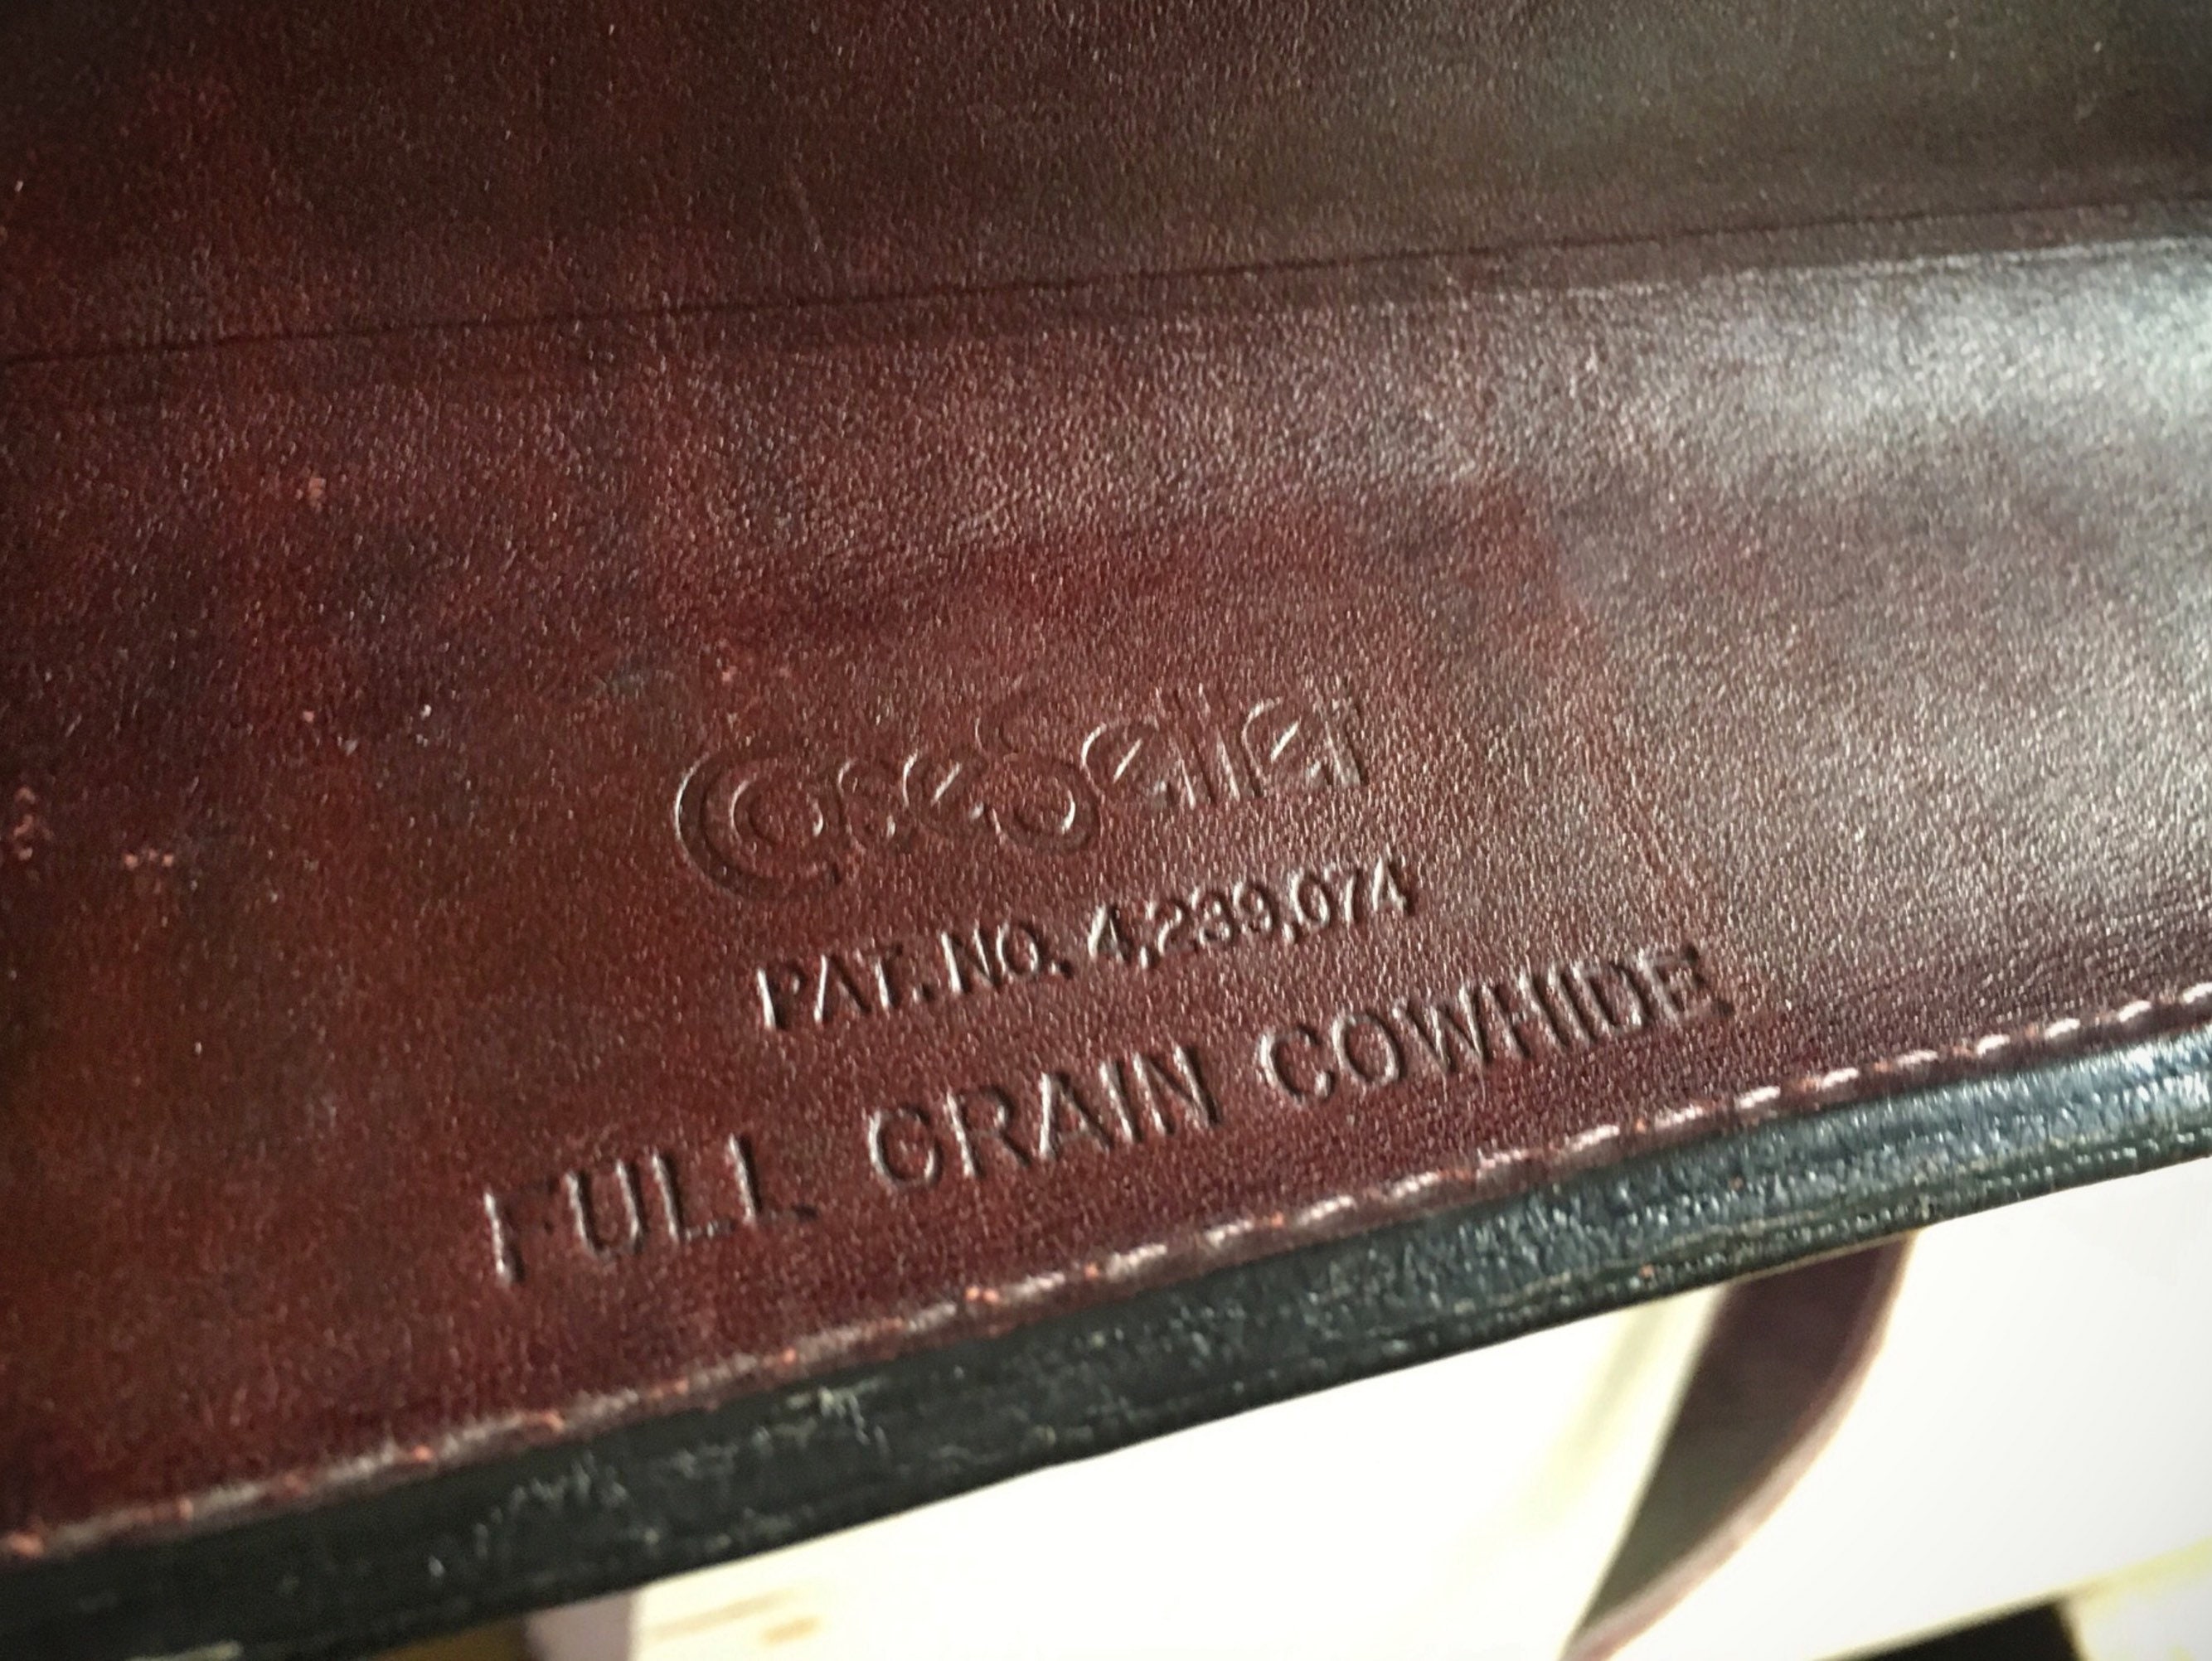 PAT. NO. 4,239,074
FULL GRAIN COWHIDE